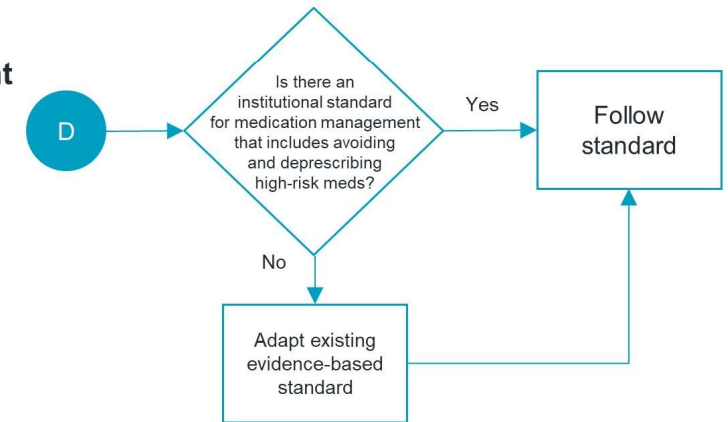 D
Is there an
institutional standard
for medication management
that includes avoiding
and deprescribing
high-risk meds?
Yes
Follow
standard
No
Adapt existing
evidence-based
standard